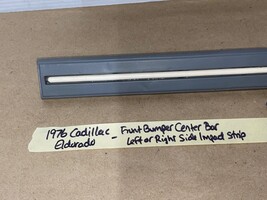 1976 Cadillac - Front Bumper Center Bar
Eldorado Left or Right Side Impact Strip